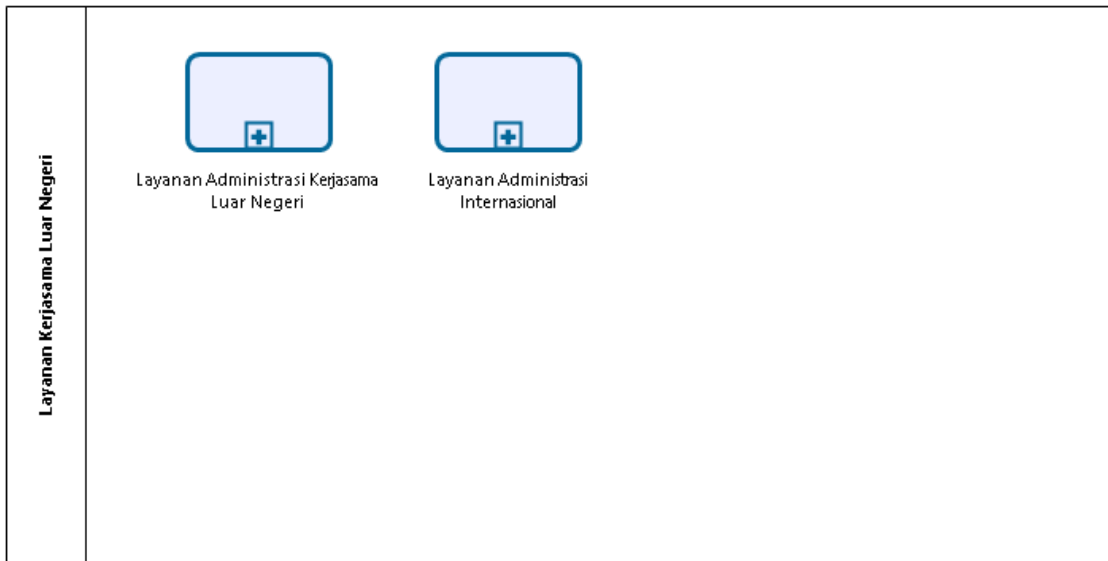 Layanan Kerjasama Luar Negeri
Layanan Administrasi Kerjasama
Luar Negeri
Layanan Administrasi
Internasional